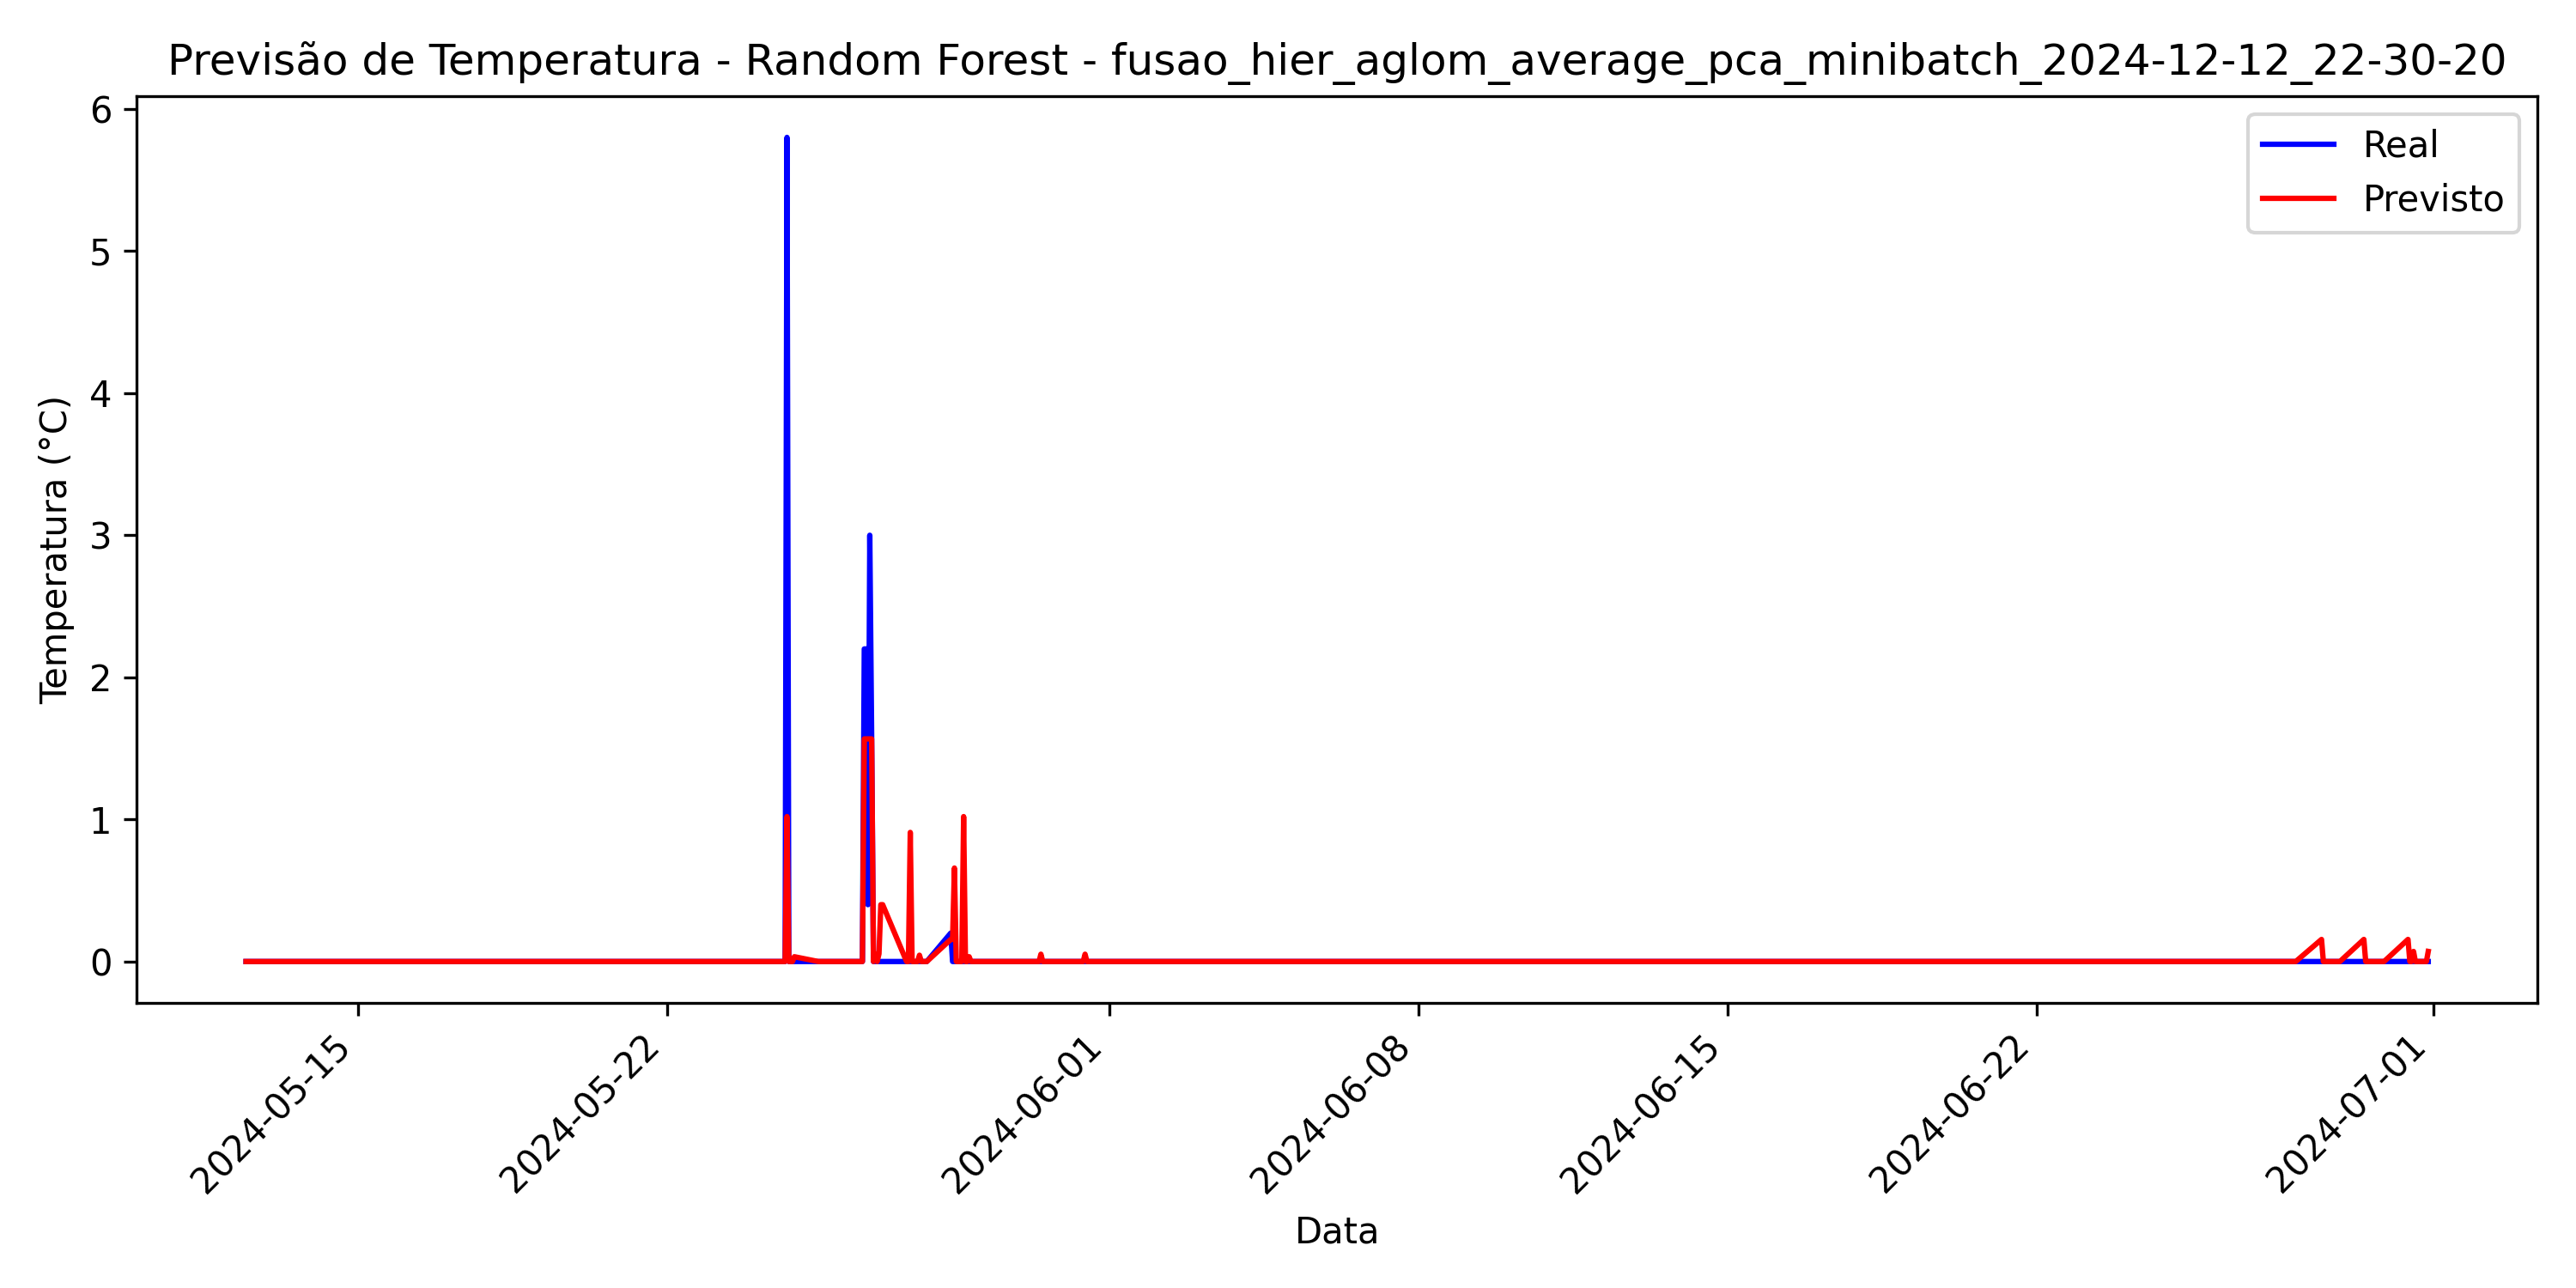 Previsão de Temperatura - Random Forest - fusao_hier_aglom_average_pca_minibatch_2024-12-12_22-30-20
Real
Previsto
Temperatura (°C)
6
5
4
3
2
1
0
2024-05-15
2024-05-22
2024-06-01
2024-06-08
2024-06-15
2024-06-22
2024-07-01
Data